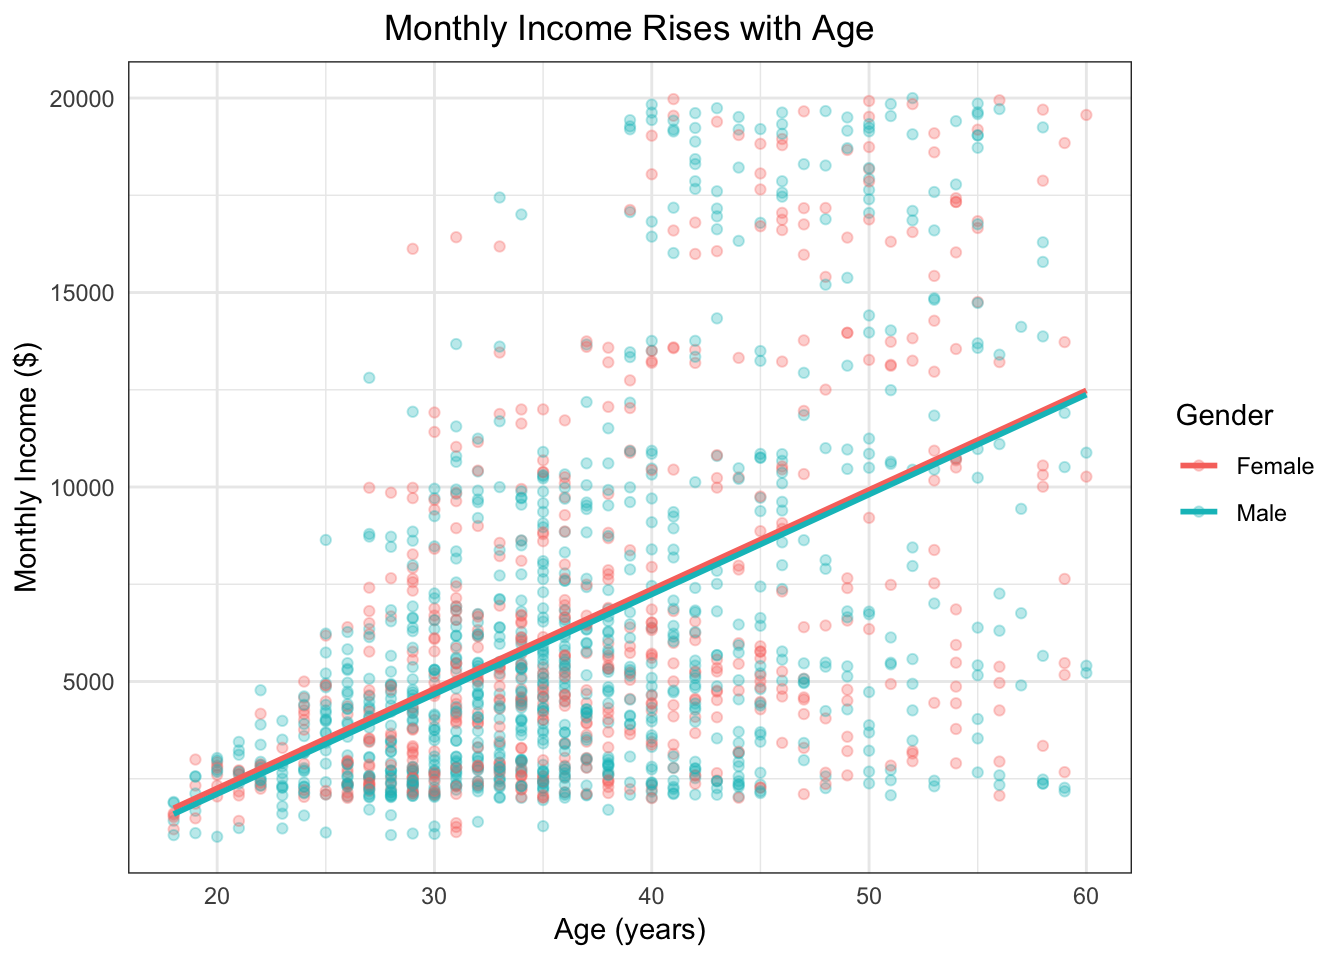 Monthly Income Rises with Age
20000
15000
10000
5000
Monthly Income ($)
20
30
40
50
60
Age (years)
Gender
Female
Male